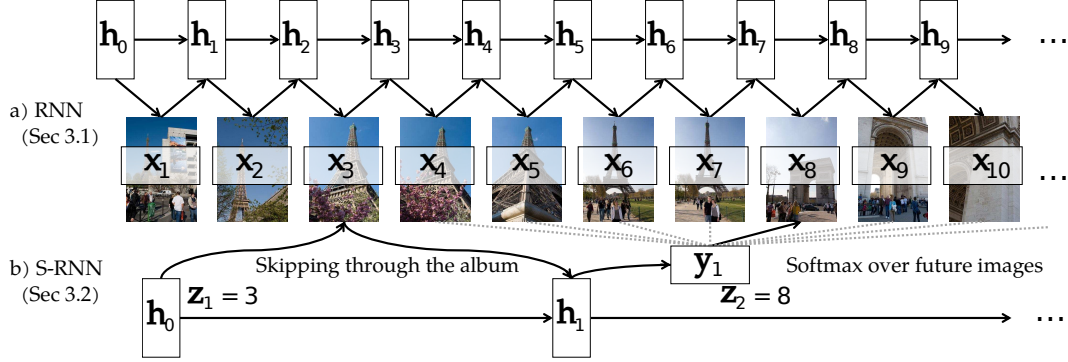 h0 h1 h2 h3 h4 h5 h6 h7 h8 h9 ...
a) RNN
(Sec 3.1)
x1 x2 x3 x4 x5 x6 x7 x8 x9 x10 ...
b) S-RNN
(Sec 3.2)
Skipping through the album
y1
Softmax over future images
z1 = 3
z2 = 8
h0 h1 ...